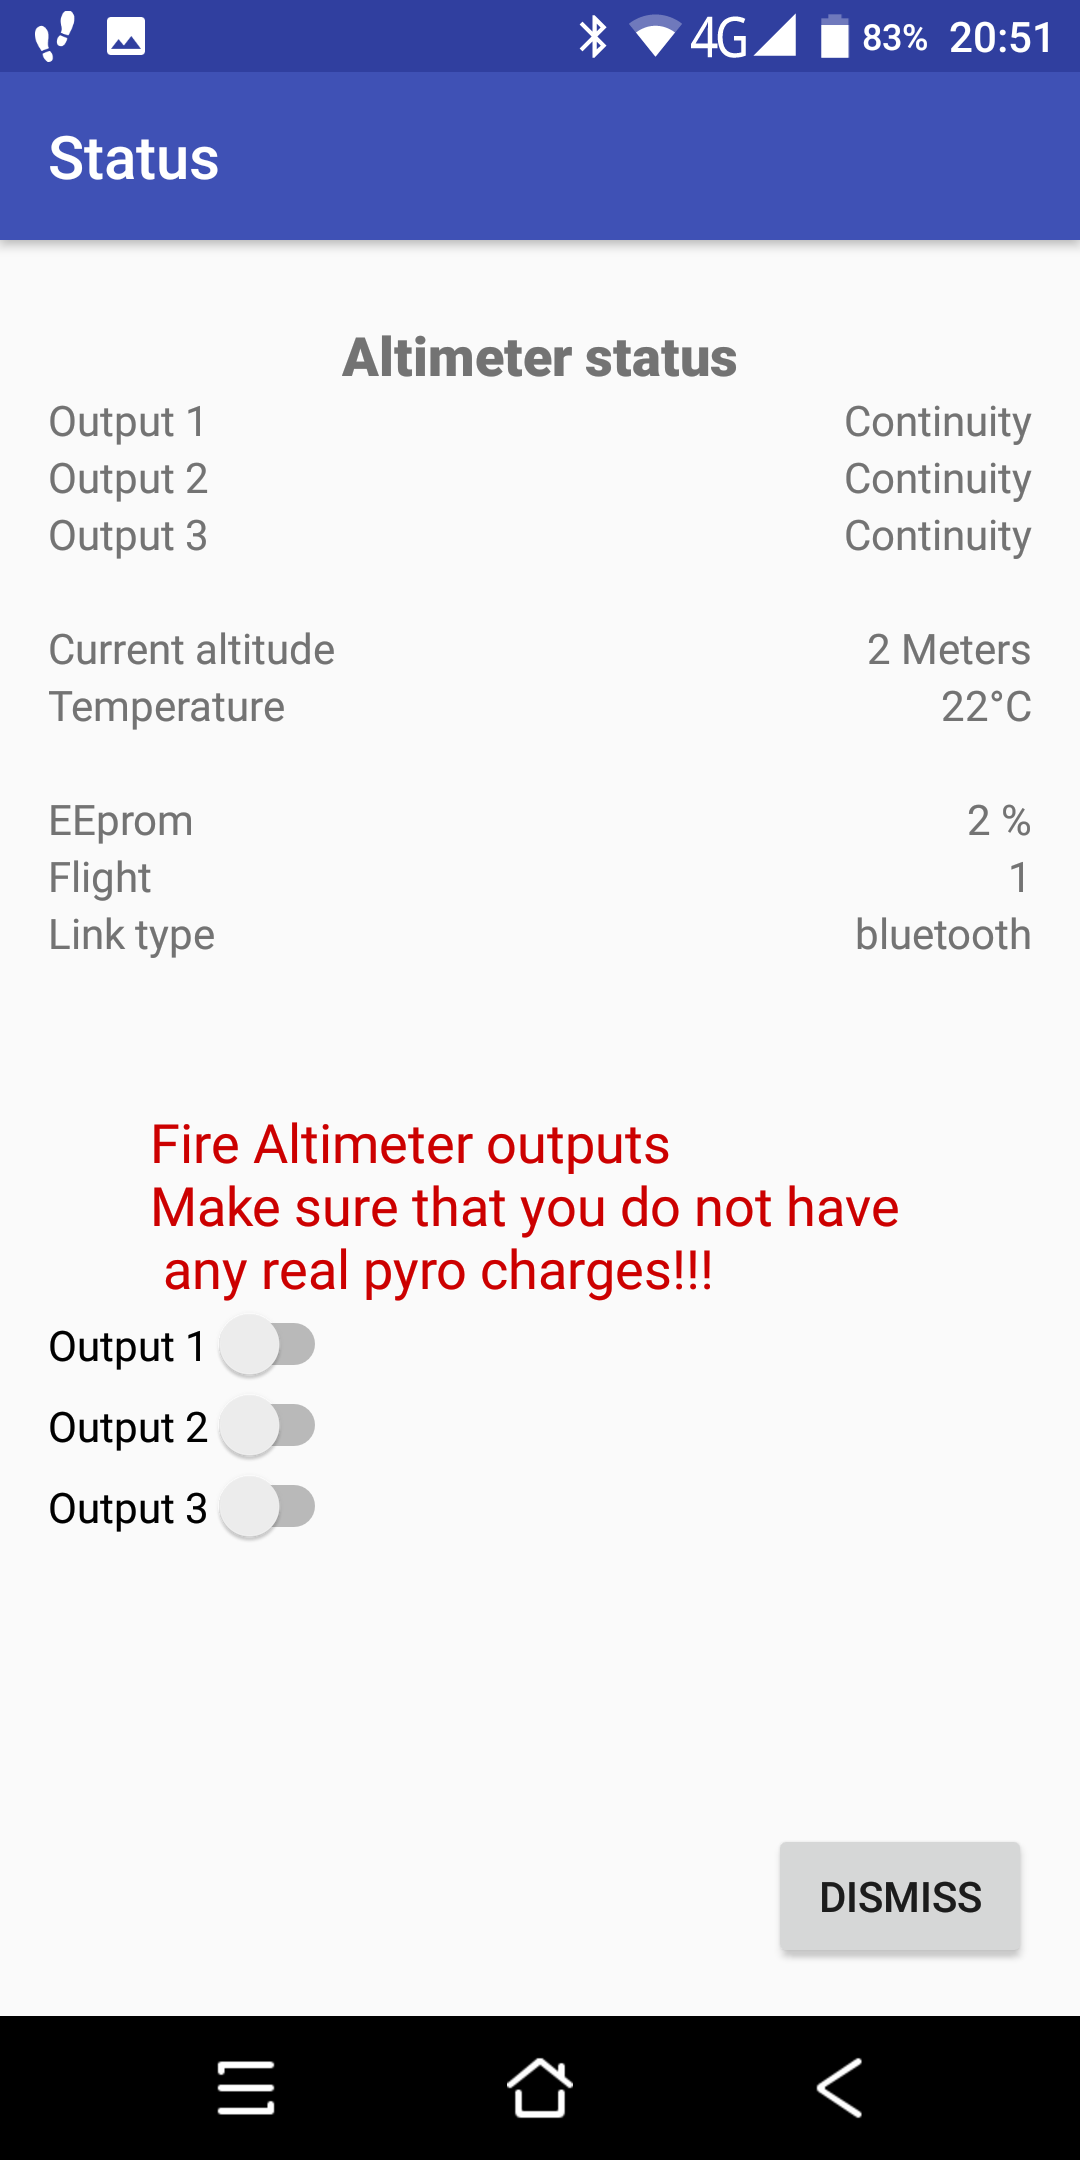 4G 83% 20:51
Status
Altimeter status
Output 1 Continuity
Output 2 Continuity
Output 3 Continuity
Current altitude 2 Meters
Temperature 22°C
EEprom 2 %
Flight 1
Link type bluetooth
Fire Altimeter outputs
Make sure that you do not have
any real pyro charges!!!
Output 1
Output 2
Output 3
DISMISS